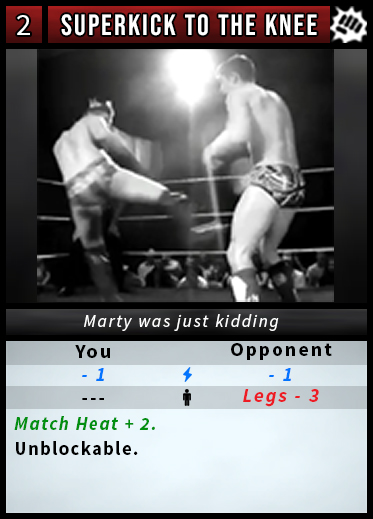 2 SUPERKICK TO THE KNEE
Marty was just kidding
You Opponent
- 1 - 1
--- Legs - 3
Match Heat + 2.
Unblockable.